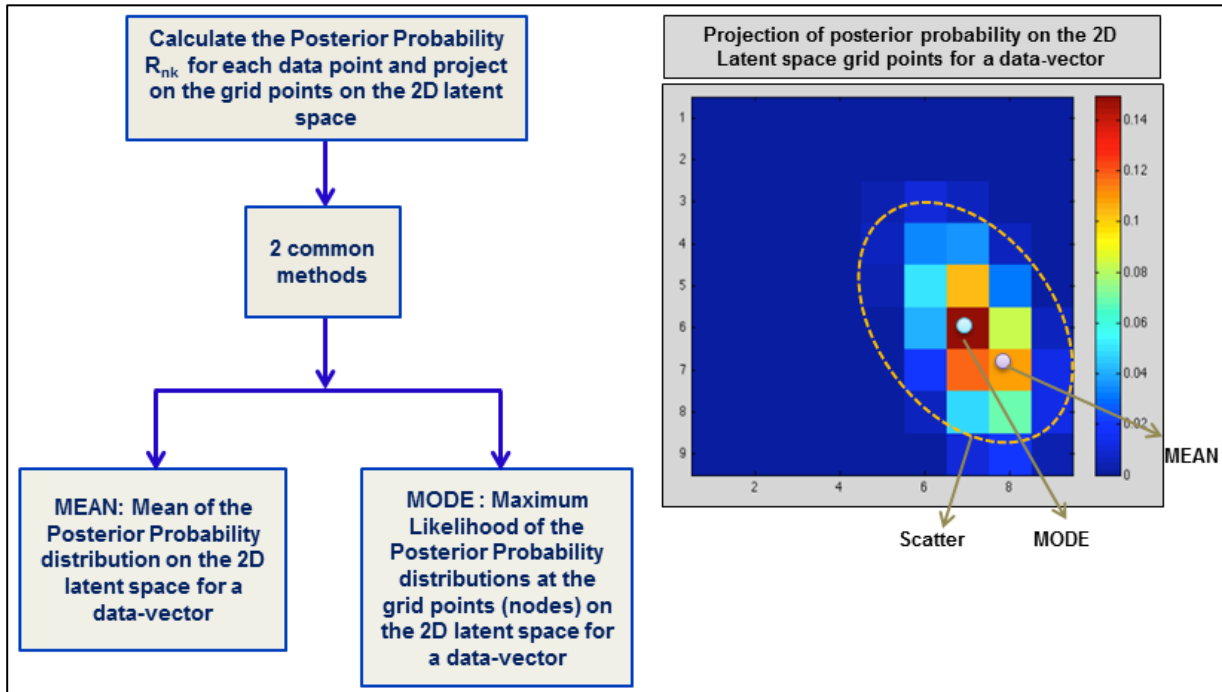 Calculate the Posterior Probability
Rnk for each data point and project
on the grid points on the 2D latent
space
2 common
methods
MEAN: Mean of the
Posterior Probability
distribution on the 2D
latent space for a
data-vector
MODE : Maximum
Likelihood of the
Posterior Probability
distributions at the
grid points (nodes) on
the 2D latent space for
a data-vector
Projection of posterior probability on the 2D
Latent space grid points for a data-vector
1
2
3
4
5
6
7
8
9
2
4
6
8
0.14
0.12
0.1
0.08
0.06
0.04
0.02
0
MEAN
Scatter
MODE